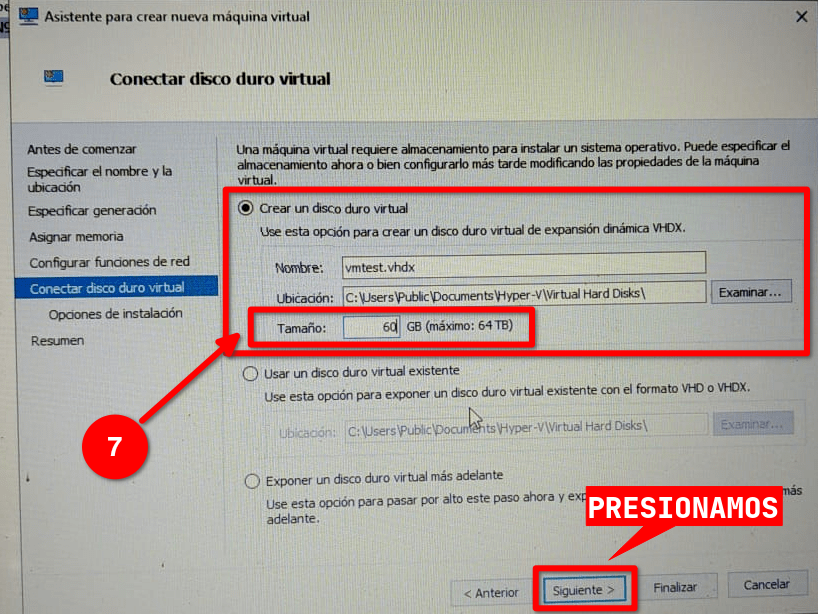 Asistente para crear nueva máquina virtual
Conectar disco duro virtual
Antes de comenzar
Especificar el nombre y la
ubicación
Especificar generación
Asignar memoria
Configurar funciones de red
Conectar disco duro virtual
Opciones de instalación
Resumen
Una máquina virtual requiere almacenamiento para instalar un sistema operativo. Puede especificar el
almacenamiento ahora o bien configurarlo más tarde modificando las propiedades de la máquina
virtual.
Crear un disco duro virtual
Use esta opción para crear un disco duro virtual de expansión dinámica VHDX.
Nombre: vmtest.vhdx
Ubicación: C:\Users\Public\Documents\Hyper-V\Virtual Hard Disks\ Examinar...
Tamaño: 60 GB (máximo: 64 TB)
Usar un disco duro virtual existente
Use esta opción para exponer un disco duro virtual existente con el formato VHD o VHDX.
Ubicación: C:\Users\Public\Documents\Hyper-V\Virtual Hard Disks\ Examinar...
7
Exponer un disco duro virtual más adelante
Use esta opción para pasar por alto este paso ahora y más
adelante.
PRESIONAMOS
< Anterior Siguiente > Finalizar Cancelar